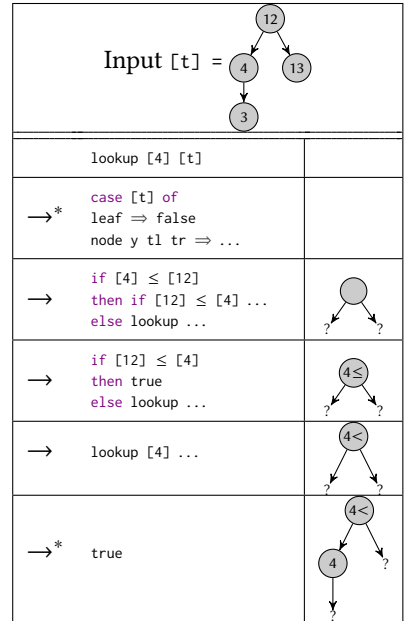 12
Input [t] =
4
13
3
lookup [4] [t]
→* case [t] of
leaf ⇒ false
node y tl tr ⇒ ...
→ if [4] ≤ [12]
then if [12] ≤ [4] ...
else lookup ...
? ?
→ if [12] ≤ [4]
then true
else lookup ...
4≤
? ?
→ lookup [4] ...
4<
? ?
→* true
4<
4
?
?